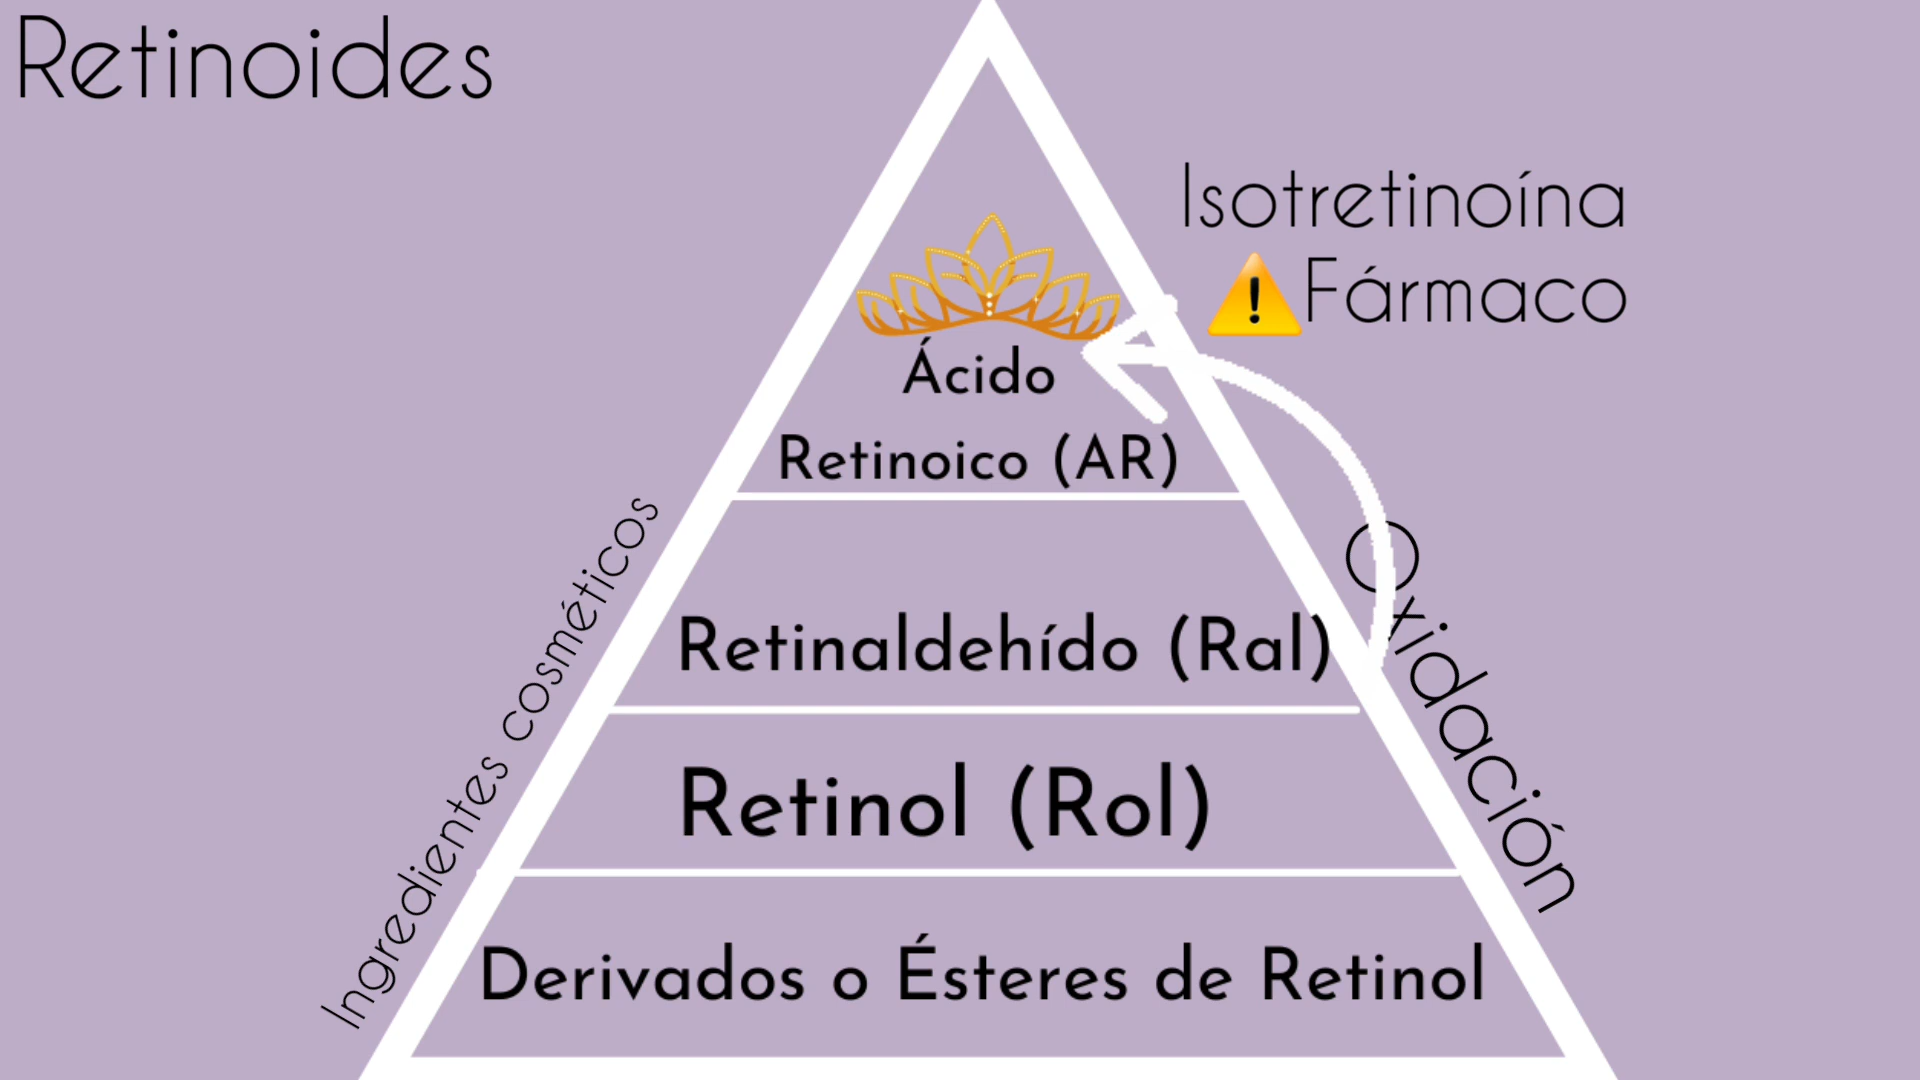 Retinoides
Isotretinoína
⚠️Fármaco
Ácido
Retinoico (AR)
Retinaldehído (Ral)
Retinol (Rol)
Derivados o Ésteres de Retinol
Ingredientes cosméticos
Oxidación